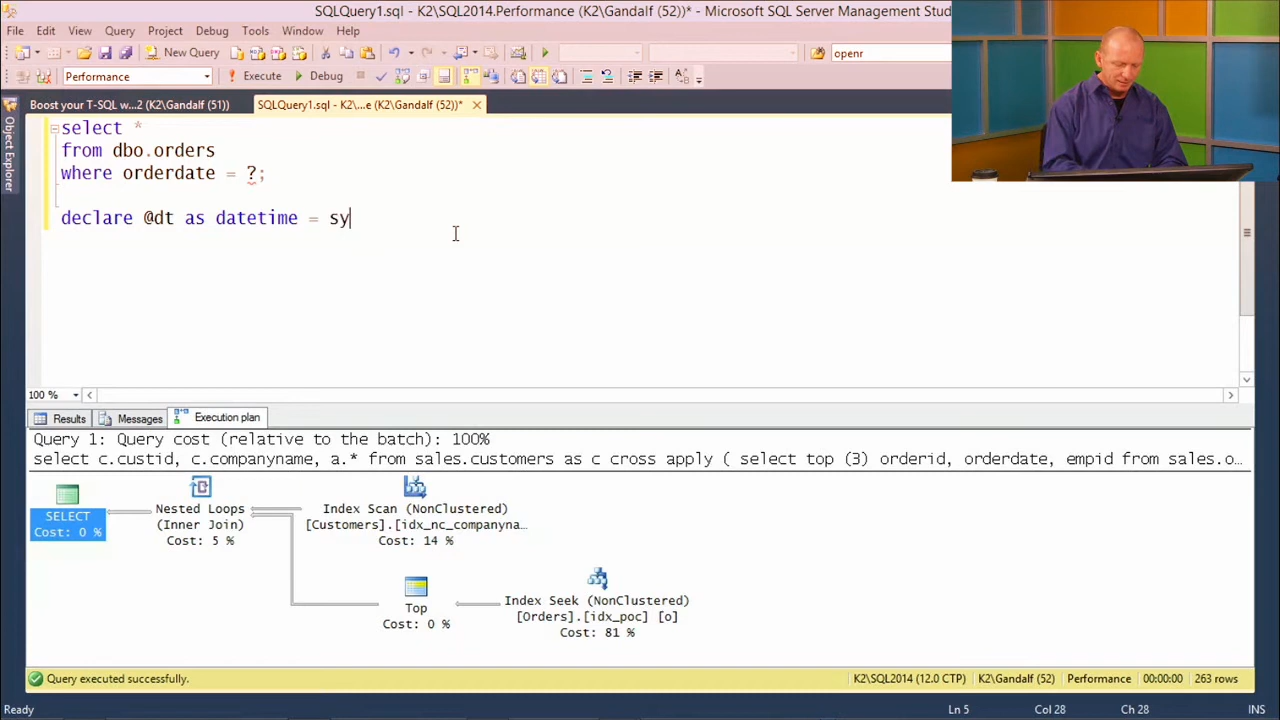 SQLQuery1.sql - K2\SQL2014.Performance (K2\Gandalf (52))* - Microsoft SQL Server Management Stud
File Edit View Query Project Debug Tools Window Help
New Query openr
Performance Execute Debug
Boost your T-SQL w...2 (K2\Gandalf (51)) SQLQuery1.sql - K2\...e (K2\Gandalf (52))*
Object Explorer
select *
from dbo.orders
where orderdate = ?;
declare @dt as datetime = sy
100 %
Results Messages Execution plan
Query 1: Query cost (relative to the batch): 100%
select c.custid, c.companyname, a.* from sales.customers as c cross apply ( select top (3) orderid, orderdate, empid from sales.o...
SELECT
Cost: 0 %
Nested Loops
(Inner Join)
Cost: 5 %
Index Scan (NonClustered)
[Customers].[idx_nc_companyna...
Cost: 14 %
Top
Cost: 0 %
Index Seek (NonClustered)
[Orders].[idx_poc] [o]
Cost: 81 %
Query executed successfully. K2\SQL2014 (12.0 CTP) K2\Gandalf (52) Performance 00:00:00 263 rows
Ready Ln 5 Col 28 Ch 28 INS